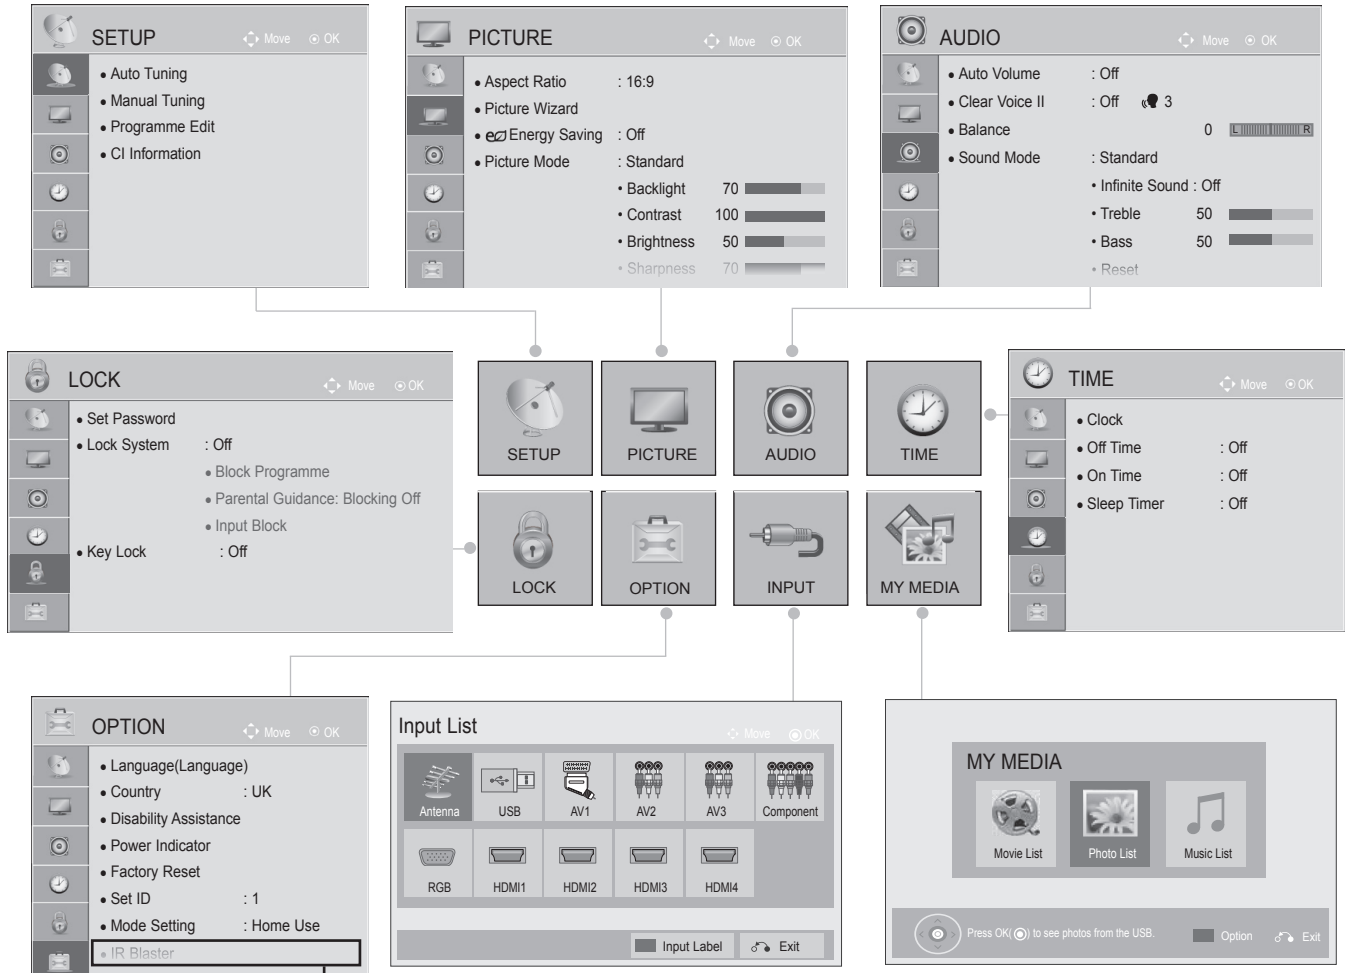 SETUP
Move OK
• Auto Tuning
• Manual Tuning
• Programme Edit
• CI Information
PICTURE
Move OK
• Aspect Ratio : 16:9
• Picture Wizard
• Energy Saving : Off
• Picture Mode : Standard
• Backlight 70
• Contrast 100
• Brightness 50
• Sharpness 70
AUDIO
Move OK
• Auto Volume : Off
• Clear Voice II : Off 3
• Balance 0 L R
• Sound Mode : Standard
• Infinite Sound : Off
• Treble 50
• Bass 50
• Reset
LOCK
Move OK
• Set Password
• Lock System : Off
• Block Programme
• Parental Guidance: Blocking Off
• Input Block
• Key Lock : Off
SETUP
PICTURE
AUDIO
TIME
LOCK
OPTION
INPUT
MY MEDIA
TIME
Move OK
• Clock
• Off Time : Off
• On Time : Off
• Sleep Timer : Off
OPTION
Move OK
• Language(Language)
• Country : UK
• Disability Assistance
• Power Indicator
• Factory Reset
• Set ID : 1
• Mode Setting : Home Use
• IR Blaster
Input List
Move OK
Antenna USB AV1 AV2 AV3 Component
RGB HDMI1 HDMI2 HDMI3 HDMI4
Input Label Exit
MY MEDIA
Movie List Photo List Music List
Press OK(◉) to see photos from the USB.
Option Exit